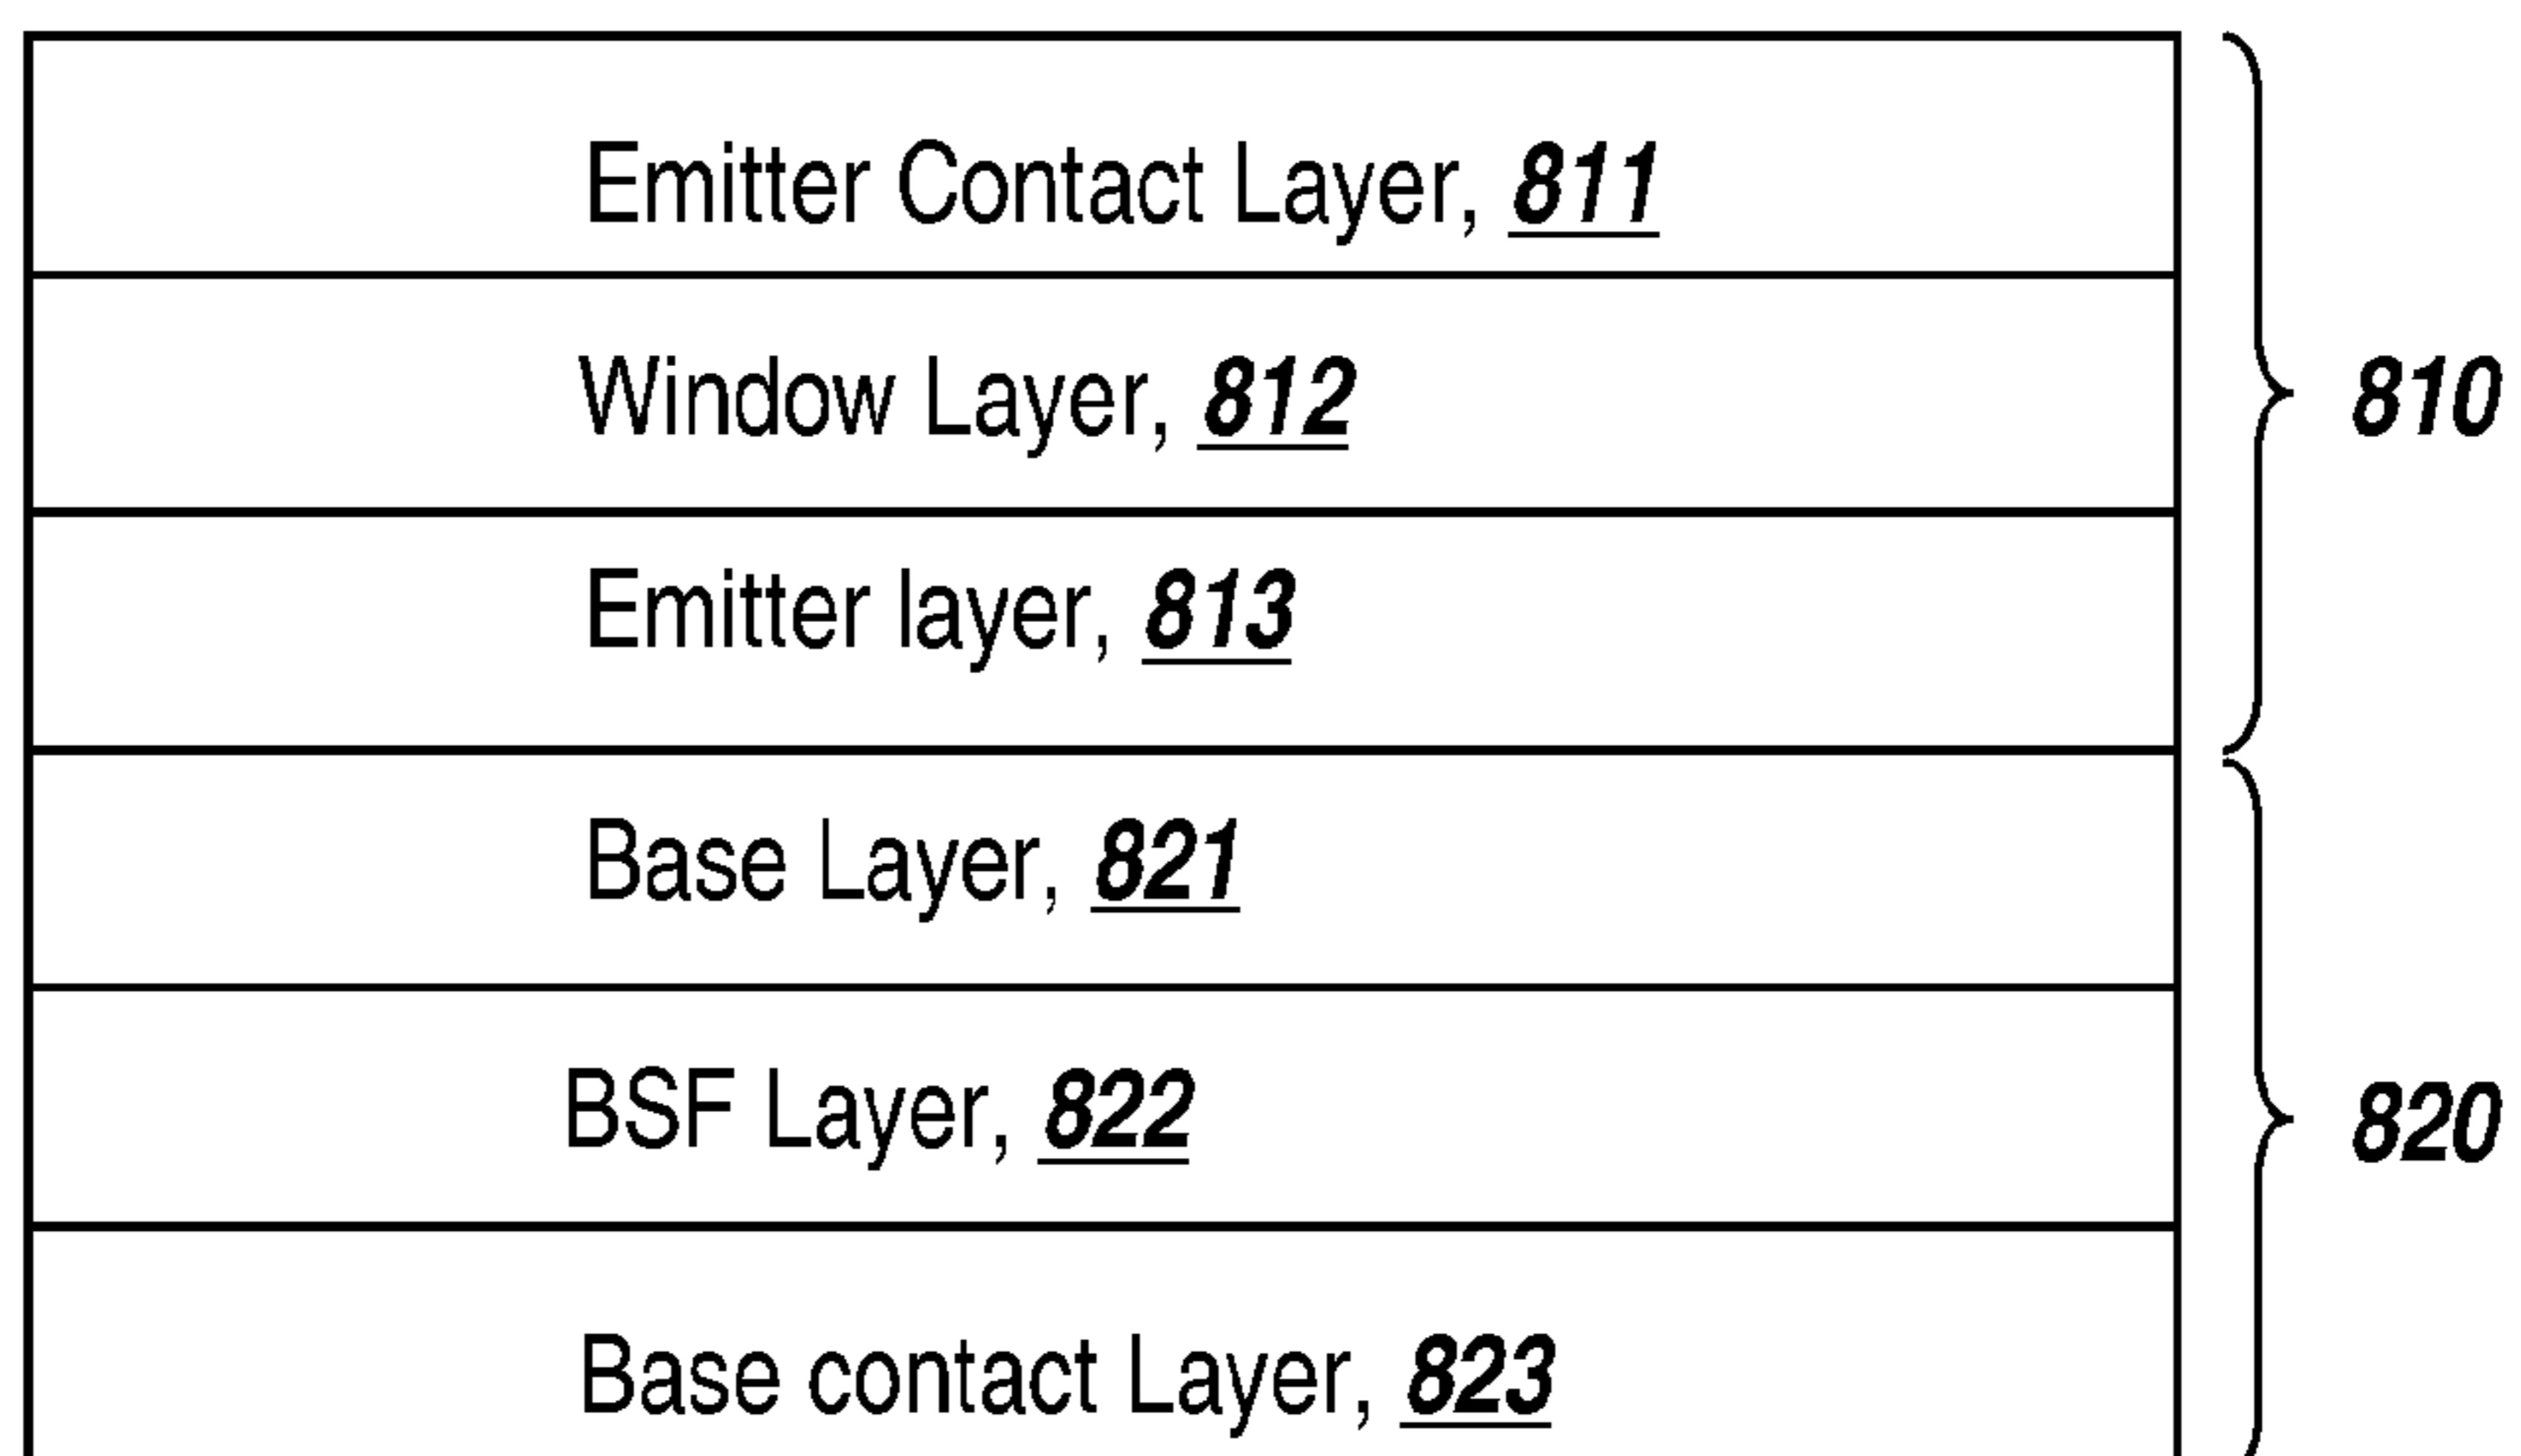 Emitter Contact Layer, 811
Window Layer, 812
810
Emitter layer, 813
Base Layer, 821
BSF Layer, 822
820
Base contact Layer, 823